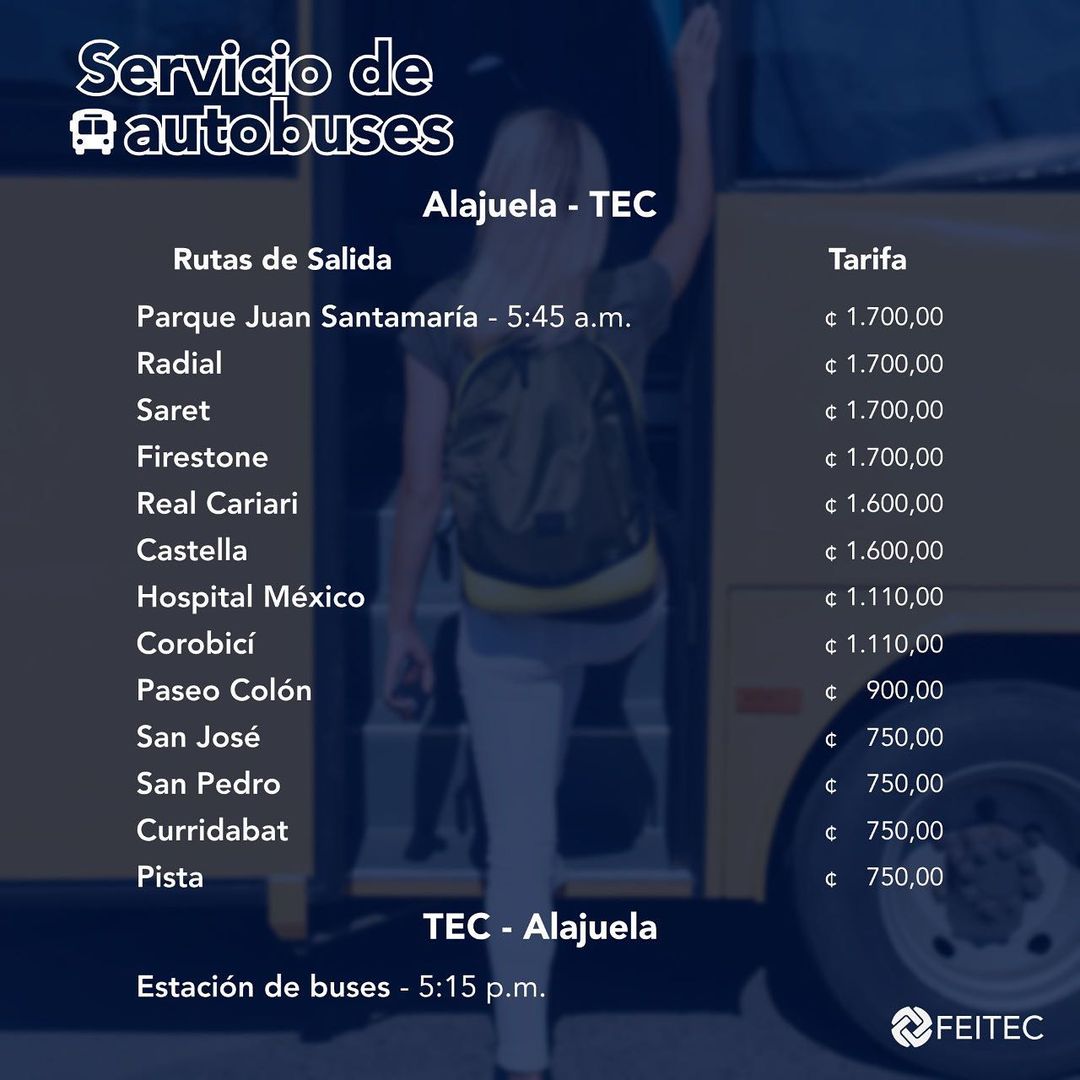 Servicio de
autobuses
Alajuela - TEC
Rutas de Salida Tarifa
Parque Juan Santamaría - 5:45 a.m. ¢ 1.700,00
Radial ¢ 1.700,00
Saret ¢ 1.700,00
Firestone ¢ 1.700,00
Real Cariari ¢ 1.600,00
Castella ¢ 1.600,00
Hospital México ¢ 1.110,00
Corobicí ¢ 1.110,00
Paseo Colón ¢ 900,00
San José ¢ 750,00
San Pedro ¢ 750,00
Curridabat ¢ 750,00
Pista ¢ 750,00
TEC - Alajuela
Estación de buses - 5:15 p.m.
FEITEC